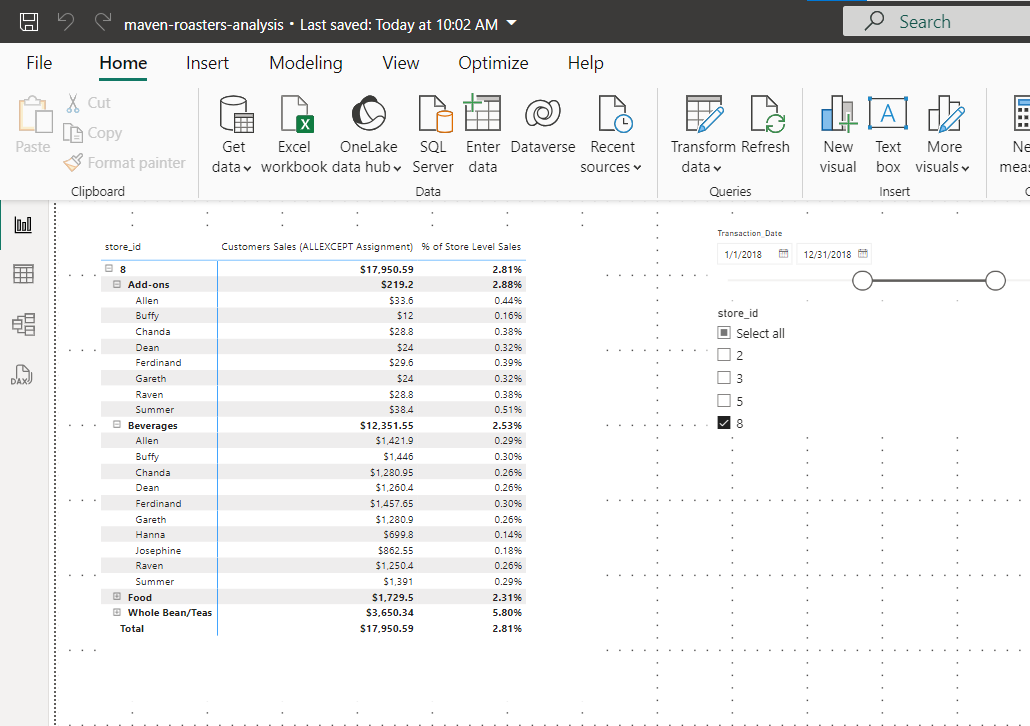 maven-roasters-analysis • Last saved: Today at 10:02 AM
Search
File Home Insert Modeling View Optimize Help
Paste
Cut
Copy
Format painter
Clipboard
Get data
Excel workbook
OneLake data hub
SQL Server
Enter data
Dataverse
Recent sources
Data
Transform data
Refresh
Queries
New visual
A
Text box
More visuals
Insert
DAX
store_id Customers Sales (ALLEXCEPT Assignment) % of Store Level Sales
8 $17,950.59 2.81%
Add-ons $219.2 2.88%
Allen $33.6 0.44%
Buffy $12 0.16%
Chanda $28.8 0.38%
Dean $24 0.32%
Ferdinand $29.6 0.39%
Gareth $24 0.32%
Raven $28.8 0.38%
Summer $38.4 0.51%
Beverages $12,351.55 2.53%
Allen $1,421.9 0.29%
Buffy $1,446 0.30%
Chanda $1,280.95 0.26%
Dean $1,260.4 0.26%
Ferdinand $1,457.65 0.30%
Gareth $1,280.9 0.26%
Hanna $699.8 0.14%
Josephine $862.55 0.18%
Raven $1,250.4 0.26%
Summer $1,391 0.29%
Food $1,729.5 2.31%
Whole Bean/Teas $3,650.34 5.80%
Total $17,950.59 2.81%
Transaction_Date
1/1/2018 12/31/2018
store_id
Select all
2
3
5
8